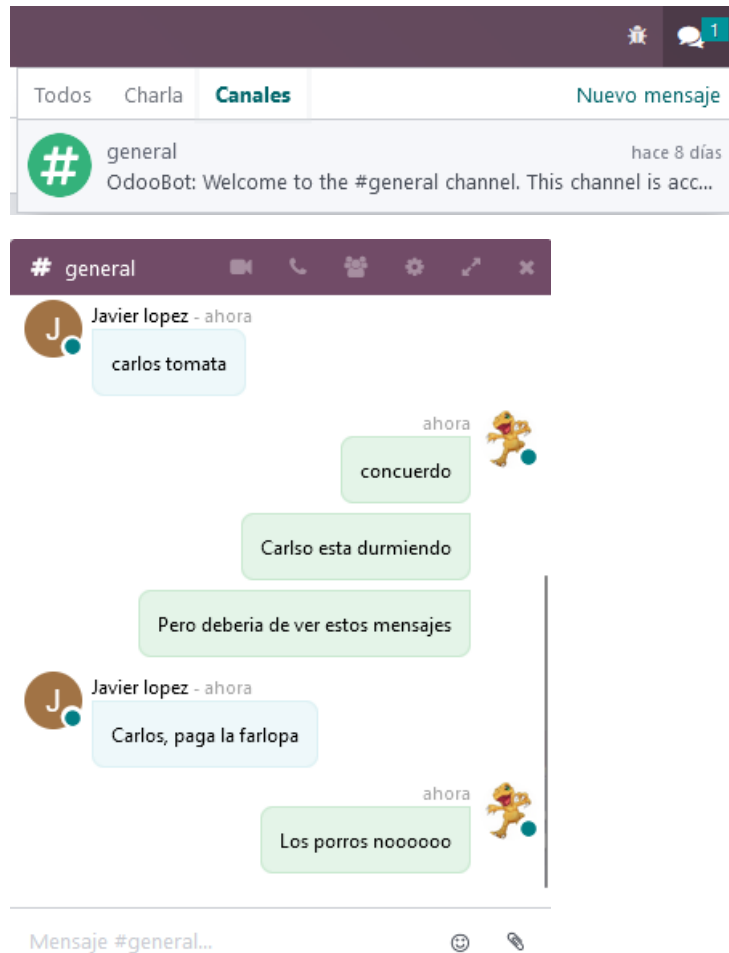 1
Todos Charla Canales Nuevo mensaje
general hace 8 días
OdooBot: Welcome to the #general channel. This channel is acc...
# general
Javier lopez - ahora
J
carlos tomata
ahora
concuerdo
Carlso esta durmiendo
Pero deberia de ver estos mensajes
Javier lopez - ahora
J
Carlos, paga la farlopa
ahora
Los porros noooooo
Mensaje #general...